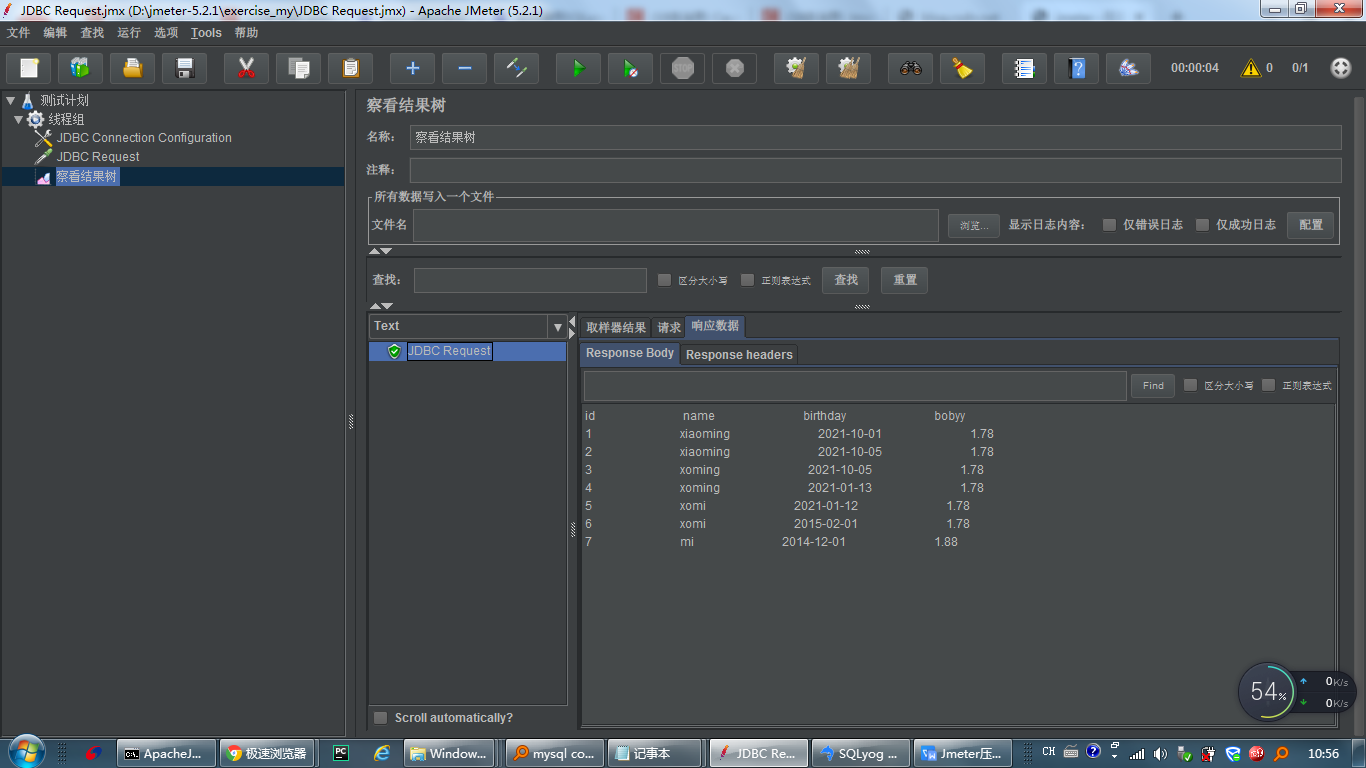 JDBC Request.jmx (D:\jmeter-5.2.1\exercise_my\JDBC Request.jmx) - Apache JMeter (5.2.1)
文件 编辑 查找 运行 选项 Tools 帮助
STOP 00:00:04 0 0/1
测试计划
线程组
JDBC Connection Configuration
JDBC Request
察看结果树
察看结果树
名称： 察看结果树
注释：
所有数据写入一个文件
文件名 浏览... 显示日志内容： 仅错误日志 仅成功日志 配置
查找： 区分大小写 正则表达式 查找 重置
Text
JDBC Request
Scroll automatically?
取样器结果 请求 响应数据
Response Body Response headers
Find 区分大小写 正则表达式
id name birthday bobyy
1 xiaoming 2021-10-01 1.78
2 xiaoming 2021-10-05 1.78
3 xoming 2021-10-05 1.78
4 xoming 2021-01-13 1.78
5 xomi 2021-01-12 1.78
6 xomi 2015-02-01 1.78
7 mi 2014-12-01 1.88
54% 0K/s
0K/s
ApacheJ... 极速浏览器 PC Window... mysql co... 记事本 JDBC Re... SQLyog ... Jmeter压... CH 10:56